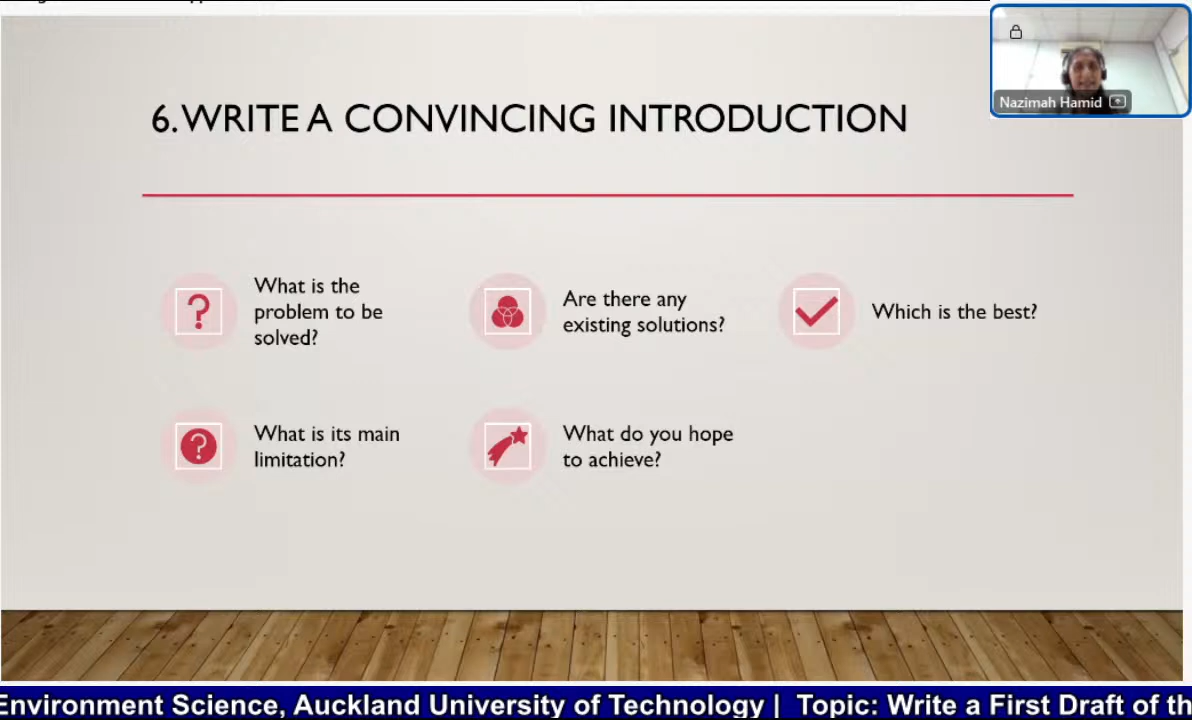 Nazimah Hamid
6. WRITE A CONVINCING INTRODUCTION
What is the
problem to be
solved?
Are there any
existing solutions?
Which is the best?
What is its main
limitation?
What do you hope
to achieve?
Environment Science, Auckland University of Technology | Topic: Write a First Draft of th